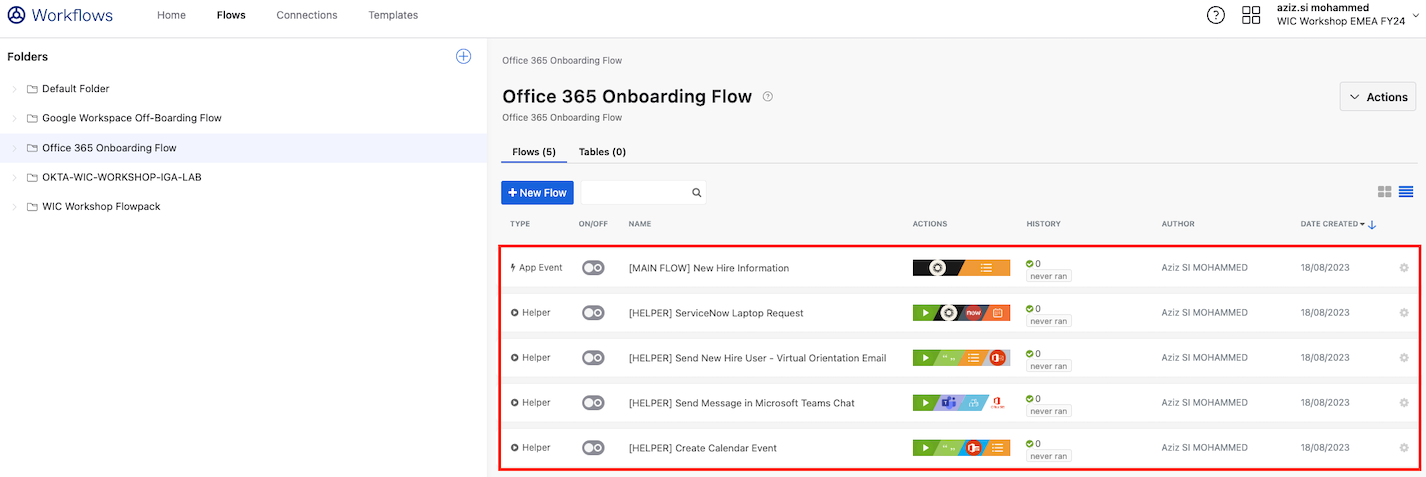 Workflows Home Flows Connections Templates
aziz.si mohammed
WIC Workshop EMEA FY24
Folders
Default Folder
Google Workspace Off-Boarding Flow
Office 365 Onboarding Flow
OKTA-WIC-WORKSHOP-IGA-LAB
WIC Workshop Flowpack
Office 365 Onboarding Flow
Office 365 Onboarding Flow
Actions
Office 365 Onboarding Flow
Flows (5) Tables (0)
+ New Flow
TYPE ON/OFF NAME ACTIONS HISTORY AUTHOR DATE CREATED
App Event [MAIN FLOW] New Hire Information 0 Aziz SI MOHAMMED 18/08/2023
never ran
Helper [HELPER] ServiceNow Laptop Request now 0 Aziz SI MOHAMMED 18/08/2023
never ran
Helper [HELPER] Send New Hire User - Virtual Orientation Email 0 Aziz SI MOHAMMED 18/08/2023
never ran
Helper [HELPER] Send Message in Microsoft Teams Chat 0 Aziz SI MOHAMMED 18/08/2023
never ran
Helper [HELPER] Create Calendar Event 0 Aziz SI MOHAMMED 18/08/2023
never ran